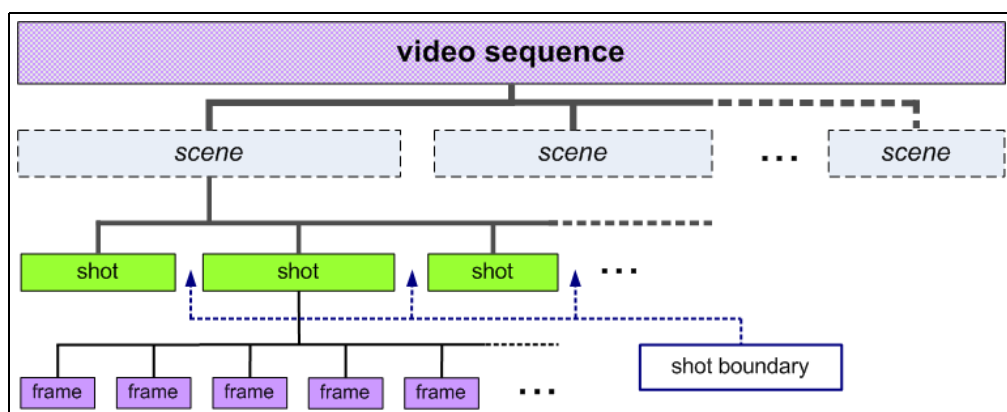 video sequence
scene scene ... scene
shot shot shot ...
shot boundary
frame frame frame frame frame ...